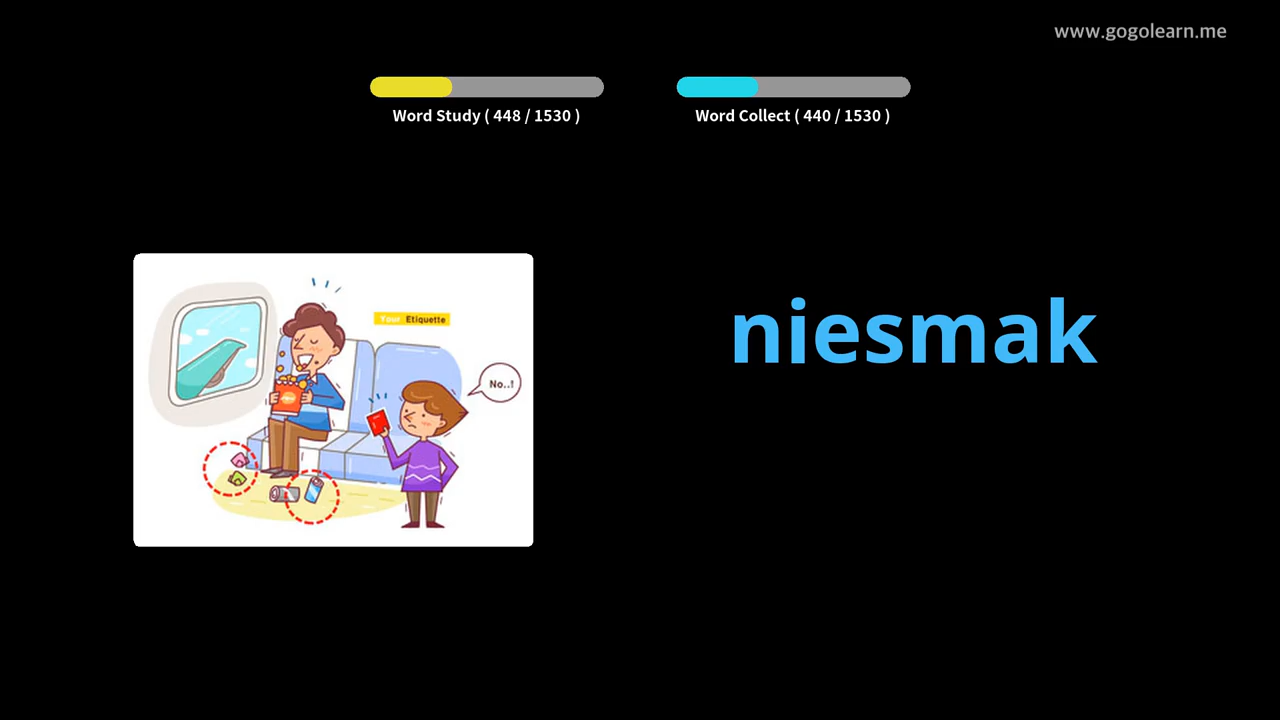 www.gogolearn.me
Word Study ( 448 / 1530 )
Word Collect ( 440 / 1530 )
Your Etiquette
No..!
niesmak